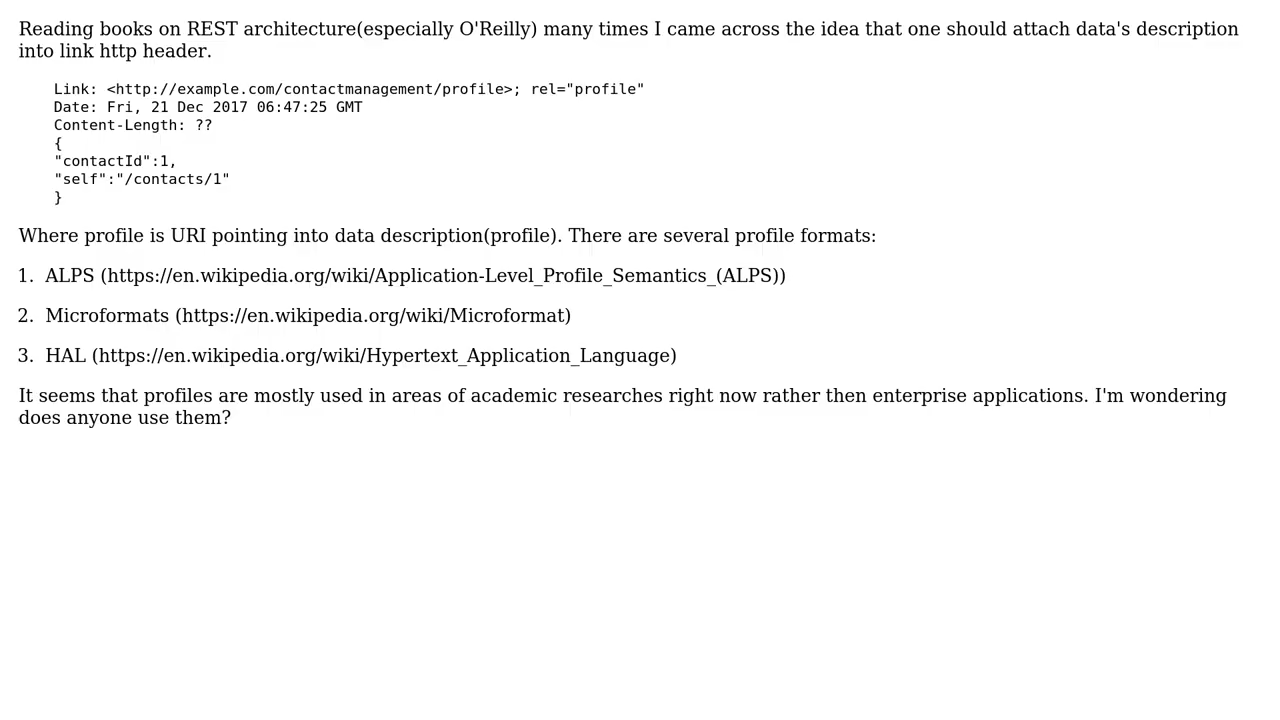 Reading books on REST architecture(especially O'Reilly) many times I came across the idea that one should attach data's description
into link http header.
Link: <http://example.com/contactmanagement/profile>; rel="profile"
Date: Fri, 21 Dec 2017 06:47:25 GMT
Content-Length: ??
{
"contactId":1,
"self":"/contacts/1"
}
Where profile is URI pointing into data description(profile). There are several profile formats:
1. ALPS (https://en.wikipedia.org/wiki/Application-Level_Profile_Semantics_(ALPS))
2. Microformats (https://en.wikipedia.org/wiki/Microformat)
3. HAL (https://en.wikipedia.org/wiki/Hypertext_Application_Language)
It seems that profiles are mostly used in areas of academic researches right now rather then enterprise applications. I'm wondering
does anyone use them?